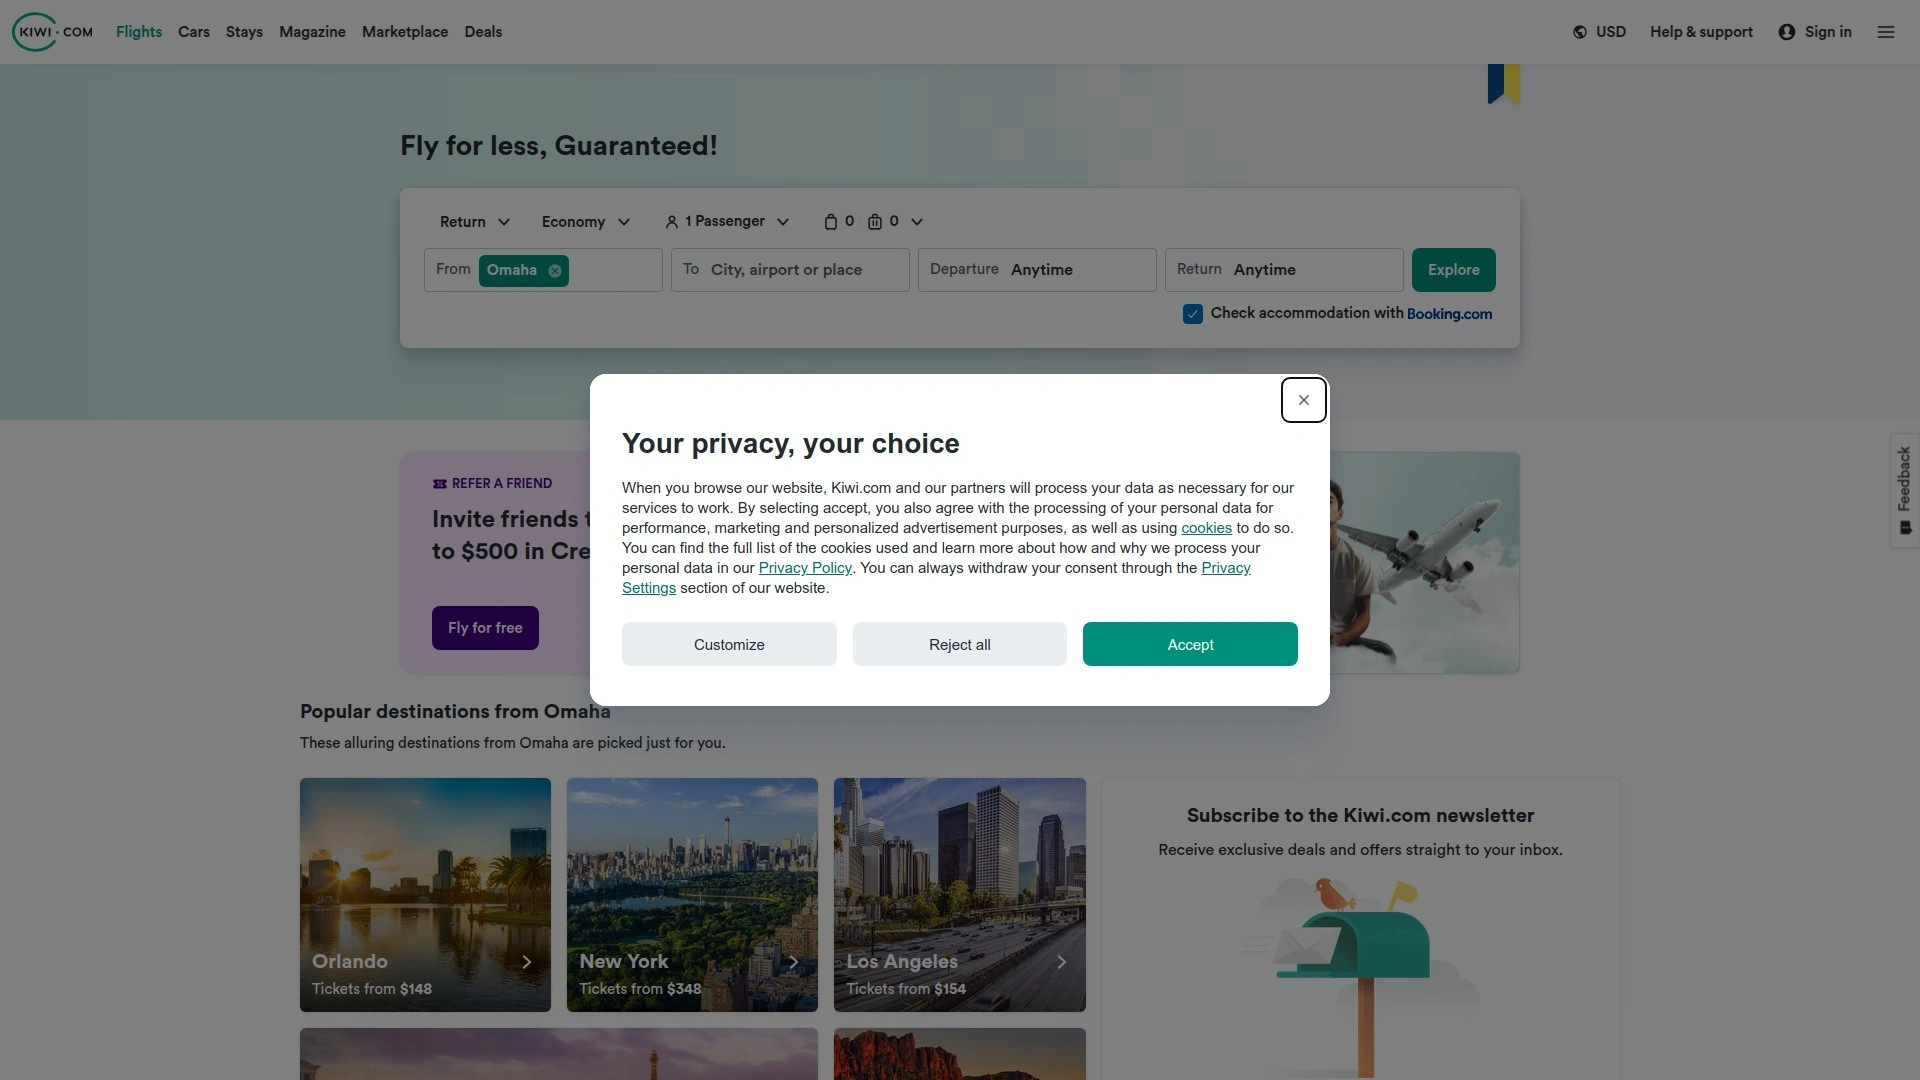 KIWI.COM
Flights
Cars
Stays
Magazine
Marketplace
Deals
USD
Help & support
Sign in
Fly for less, Guaranteed!
Return
Economy
1 Passenger
0
0
From
Omaha
To
City, airport or place
Departure
Anytime
Return
Anytime
Explore
Check accommodation with Booking.com
Your privacy, your choice
When you browse our website, Kiwi.com and our partners will process your data as necessary for our
services to work. By selecting accept, you also agree with the processing of your personal data for
performance, marketing and personalized advertisement purposes, as well as using cookies to do so.
You can find the full list of the cookies used and learn more about how and why we process your
personal data in our Privacy Policy. You can always withdraw your consent through the Privacy
Settings section of our website.
Customize
Reject all
Accept
Feedback
REFER A FRIEND
Invite friends
to $500 in Cre
Fly for free
Popular destinations from Omaha
These alluring destinations from Omaha are picked just for you.
Orlando
Tickets from $148
New York
Tickets from $348
Los Angeles
Tickets from $154
Subscribe to the Kiwi.com newsletter
Receive exclusive deals and offers straight to your inbox.